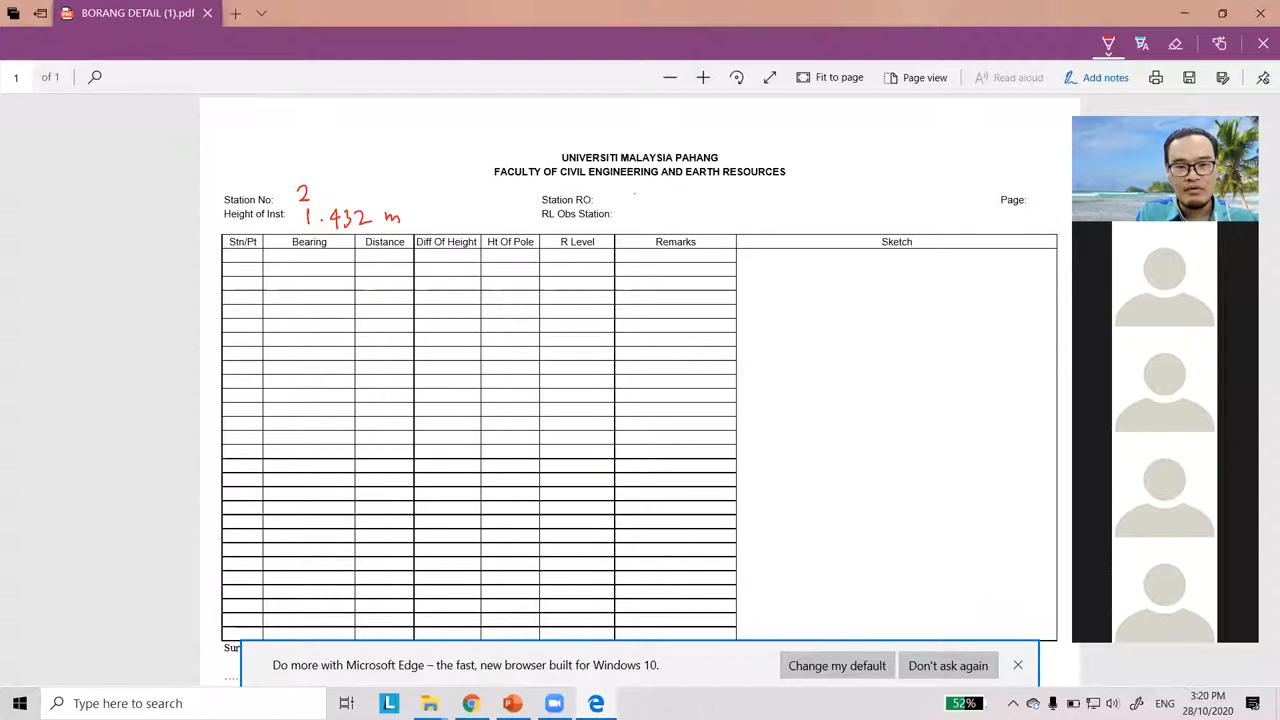 BORANG DETAIL (1).pdf
1 of 1
Fit to page
Page view
Read aloud
Add notes
UNIVERSITI MALAYSIA PAHANG
FACULTY OF CIVIL ENGINEERING AND EARTH RESOURCES
Station No: 2 Station RO: Page:
Height of Inst: 1.432 m RL Obs Station:
Stn/Pt Bearing Distance Diff Of Height Ht Of Pole R Level Remarks Sketch
Do more with Microsoft Edge – the fast, new browser built for Windows 10.
Change my default
Don't ask again
Type here to search
52%
ENG
3:20 PM
28/10/2020